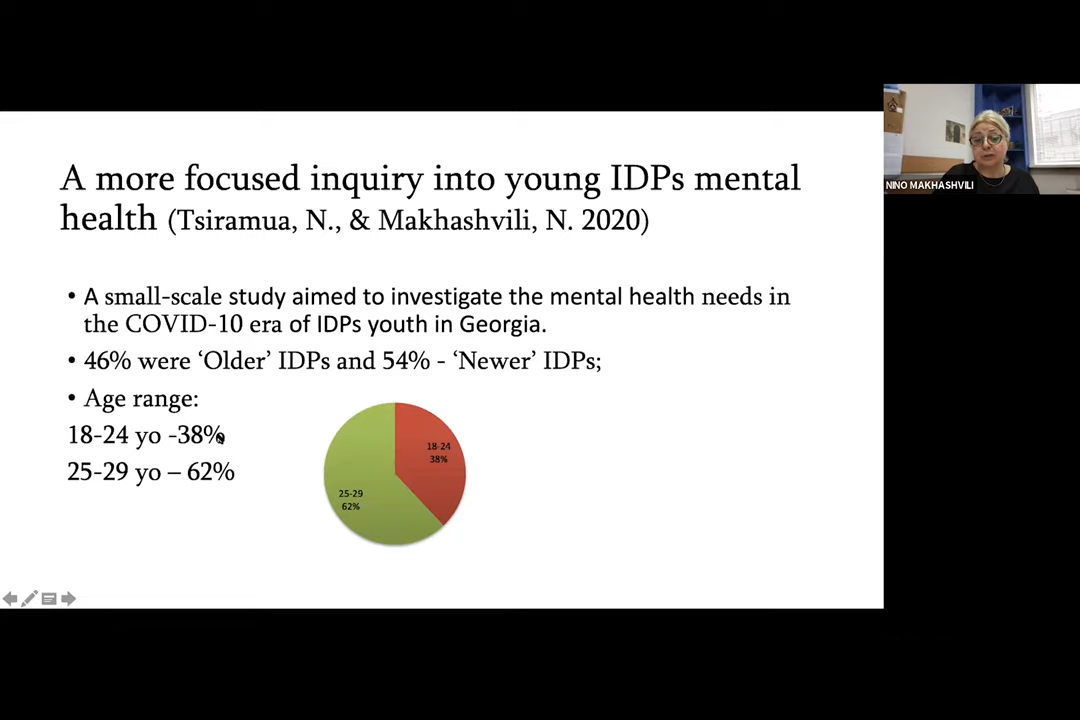 A more focused inquiry into young IDPs mental
health (Tsiramua, N., & Makhashvili, N. 2020)
• A small-scale study aimed to investigate the mental health needs in
the COVID-10 era of IDPs youth in Georgia.
• 46% were ‘Older’ IDPs and 54% - ‘Newer’ IDPs;
• Age range:
18-24 yo -38%
25-29 yo – 62%
18-24
38%
25-29
62%
NINO MAKHASHVILI